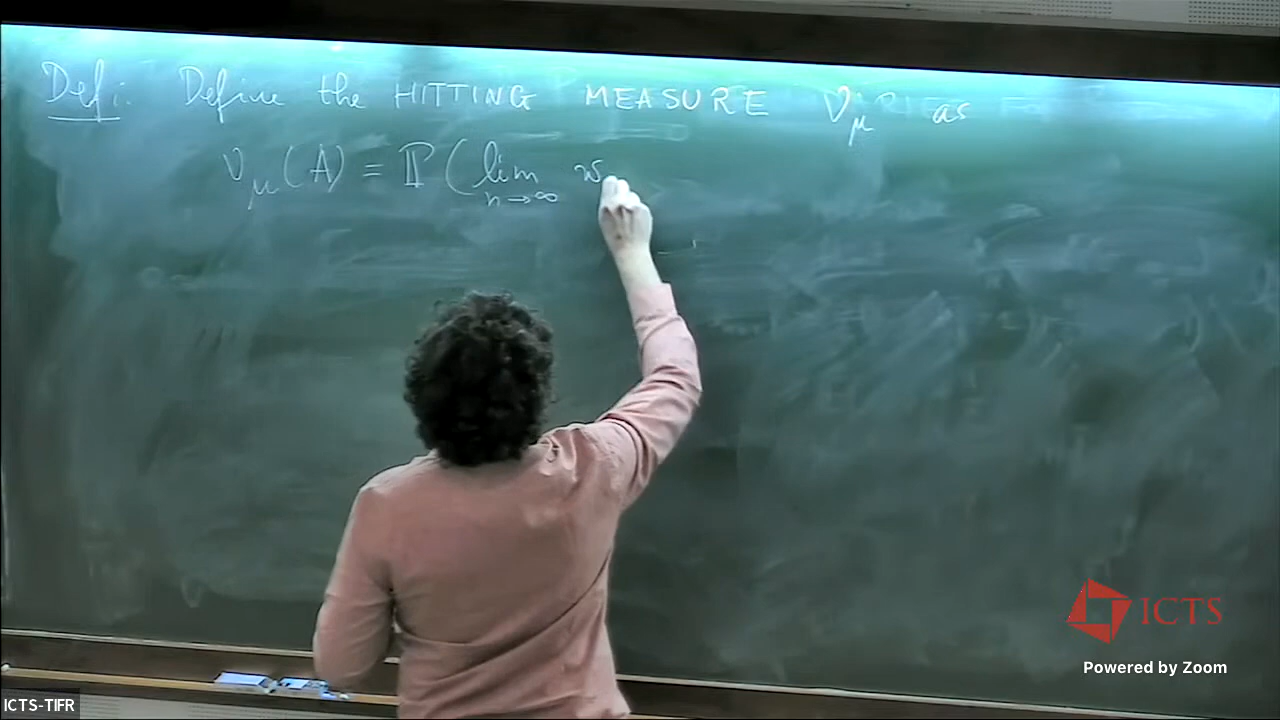 Def: Define the HITTING MEASURE ν_μ as
ν_μ(A) = ℙ(lim_{n→∞} w
ICTS
Powered by Zoom
ICTS-TIFR